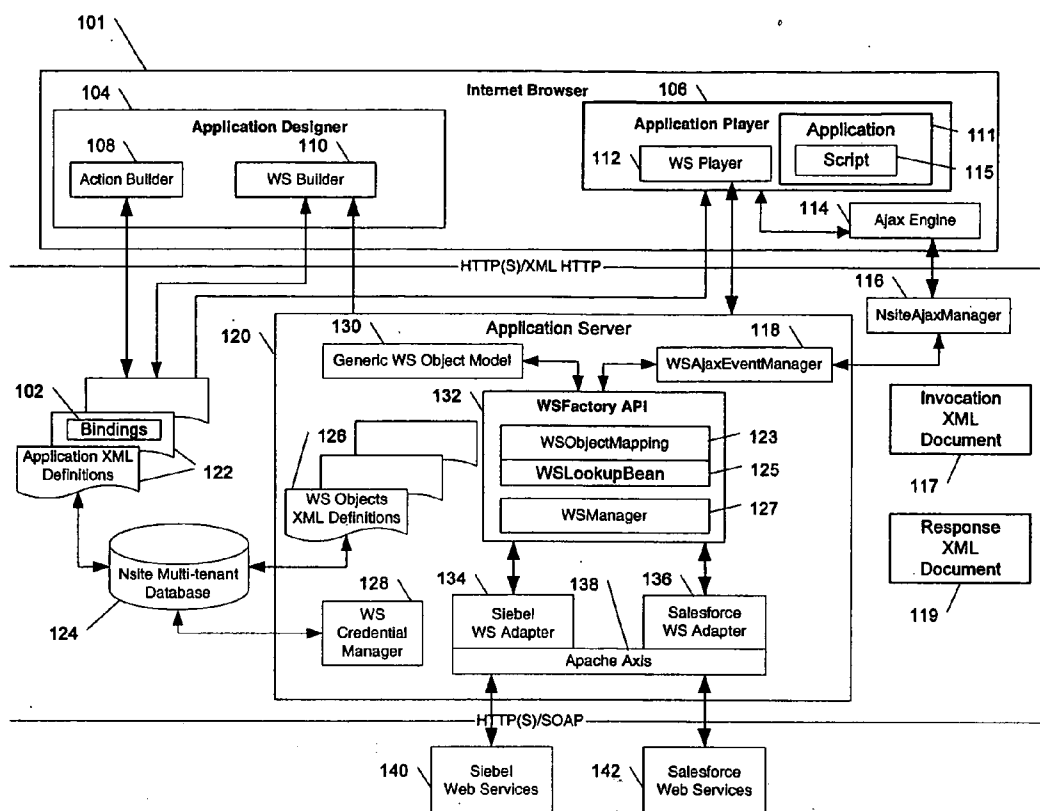 101
104
Internet Browser
106
Application Designer
108
110
Action Builder
WS Builder
Application Player
112
WS Player
Application
Script
111
115
114
Ajax Engine
HTTP(S)/XML HTTP
116
NsiteAjaxManager
120
130
Application Server
118
Generic WS Object Model
WSAjaxEventManager
102
Bindings
Application XML
Definitions
122
126
WS Objects
XML Definitions
132
WSFactory API
WSObjectMapping
123
WSLookupBean
125
WSManager
127
Invocation
XML
Document
117
Response
XML
Document
119
Nsite Multi-tenant
Database
124
128
WS
Credential
Manager
134
138
136
Siebel
WS Adapter
Salesforce
WS Adapter
Apache Axis
HTTP(S)/SOAP
140
Siebel
Web Services
142
Salesforce
Web Services